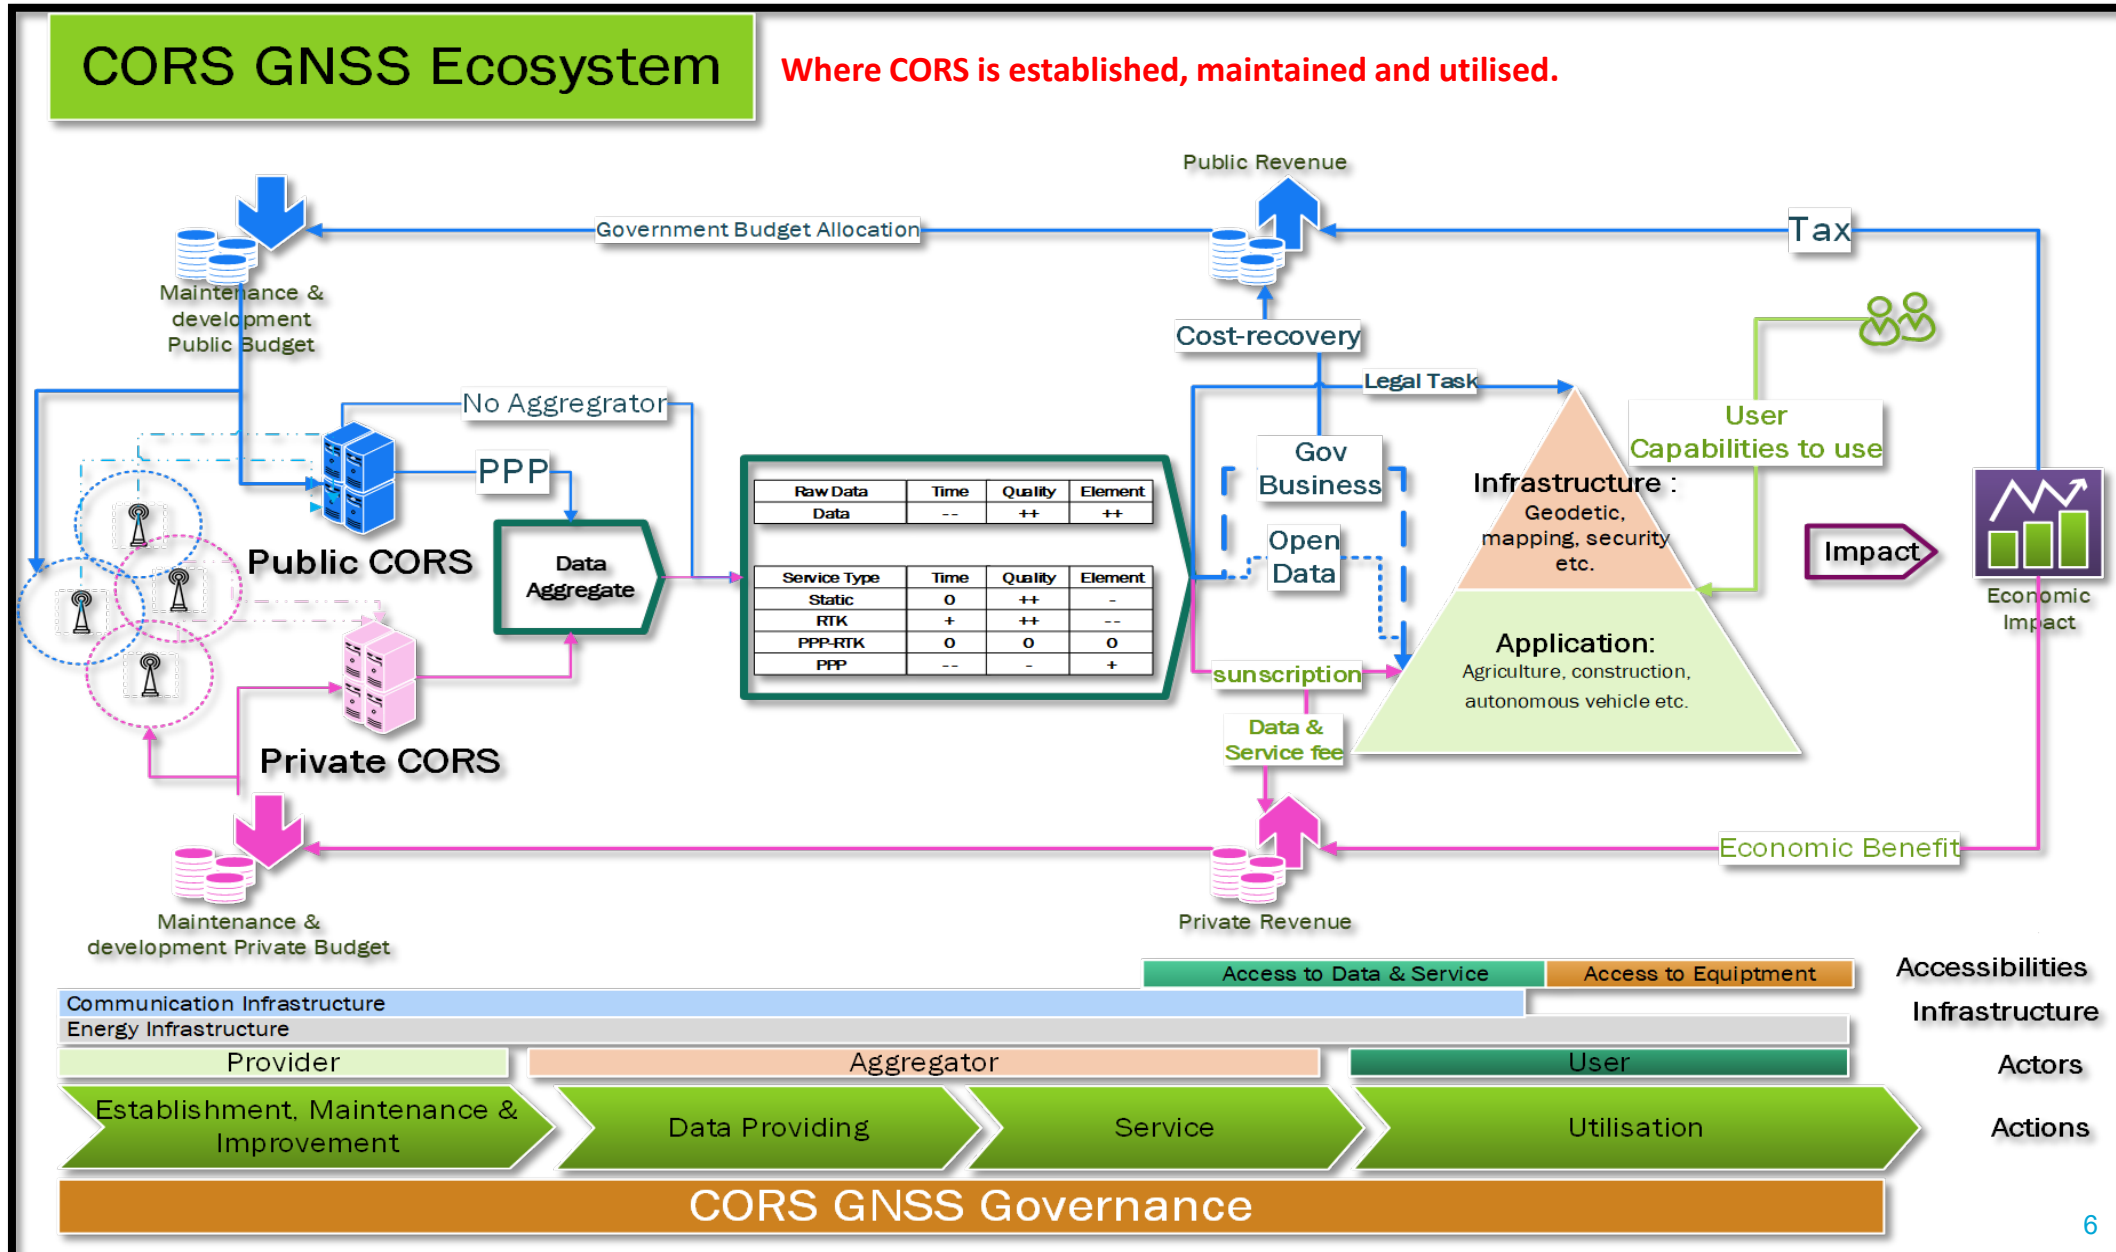 CORS GNSS Ecosystem
Where CORS is established, maintained and utilised.
Public Revenue
Government Budget Allocation
Tax
Maintenance &
development
Public Budget
Cost-recovery
Legal Task
No Aggregrator
User
Capabilities to use
PPP
Gov
Business
Raw Data Time Quality Element
Data -- ++ ++
Infrastructure :
Geodetic,
mapping, security
etc.
Open
Data
Impact
Public CORS
Data
Aggregate
Service Type Time Quality Element
Static 0 ++ -
RTK + ++ --
PPP-RTK 0 0 0
PPP -- - +
Economic
Impact
Application:
Agriculture, construction,
autonomous vehicle etc.
sunscription
Data &
Service fee
Private CORS
Economic Benefit
Maintenance &
development Private Budget
Private Revenue
Access to Data & Service
Access to Equiptment
Accessibilities
Communication Infrastructure
Energy Infrastructure
Infrastructure
Provider
Aggregator
User
Actors
Establishment, Maintenance &
Improvement
Data Providing
Service
Utilisation
Actions
CORS GNSS Governance
6